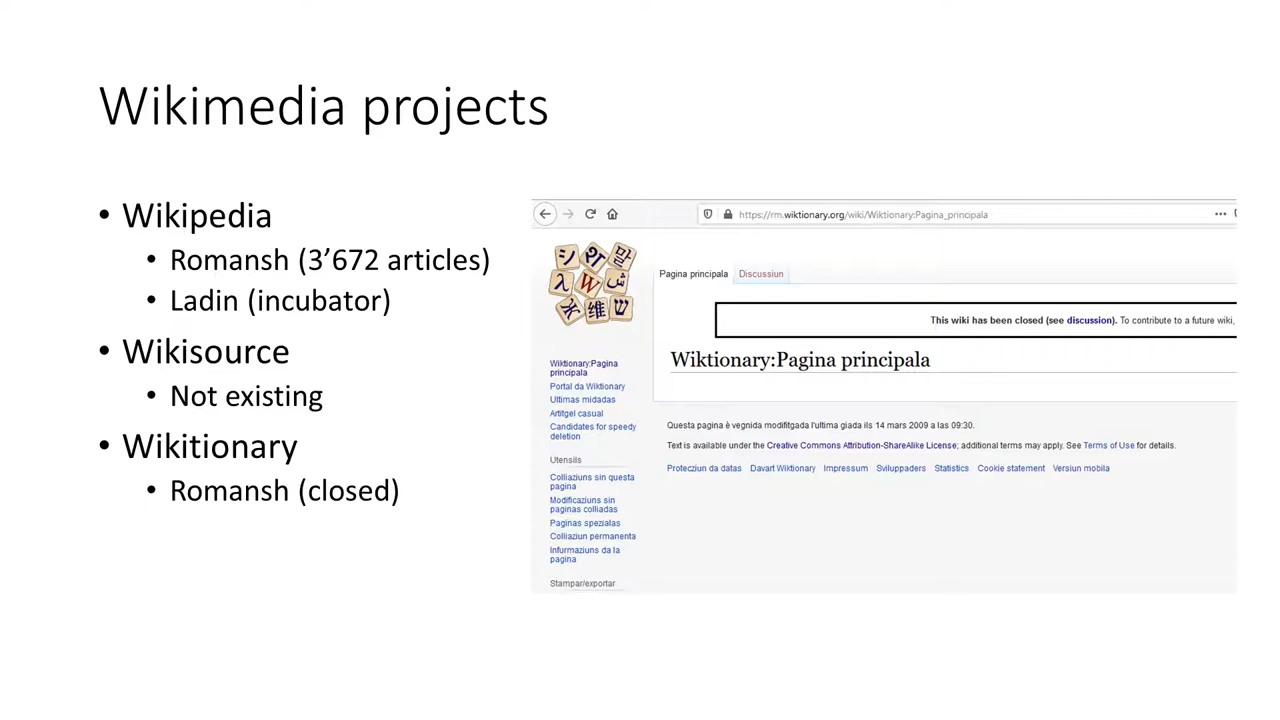 Wikimedia projects
• Wikipedia
• Romansh (3’672 articles)
• Ladin (incubator)
• Wikisource
• Not existing
• Wikitionary
• Romansh (closed)
https://rm.wiktionary.org/wiki/Wiktionary:Pagina_principala
シ
말
λ
W
ش
维
ש
Pagina principala
Discussiun
This wiki has been closed (see discussion). To contribute to a future wiki,
Wiktionary:Pagina principala
Questa pagina è vegnida modifitgada l'ultima giada ils 14 mars 2009 a las 09:30.
Text is available under the Creative Commons Attribution-ShareAlike License; additional terms may apply. See Terms of Use for details.
Protecziun da datas Davart Wiktionary Impressum Sviluppaders Statistics Cookie statement Versiun mobila
Wiktionary:Pagina
principala
Portal da Wiktionary
Ultimas midadas
Artitgel casual
Candidates for speedy
deletion
Utensils
Colliaziuns sin questa
pagina
Modificaziuns sin
paginas colliadas
Paginas spezialas
Colliaziun permanenta
Infurmaziuns da la
pagina
Stampar/exportar